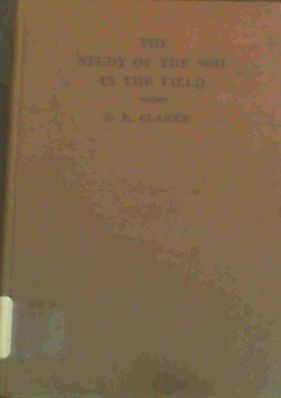 THE
STUDY OF THE SOIL
IN THE FIELD
G. R. CLARKE